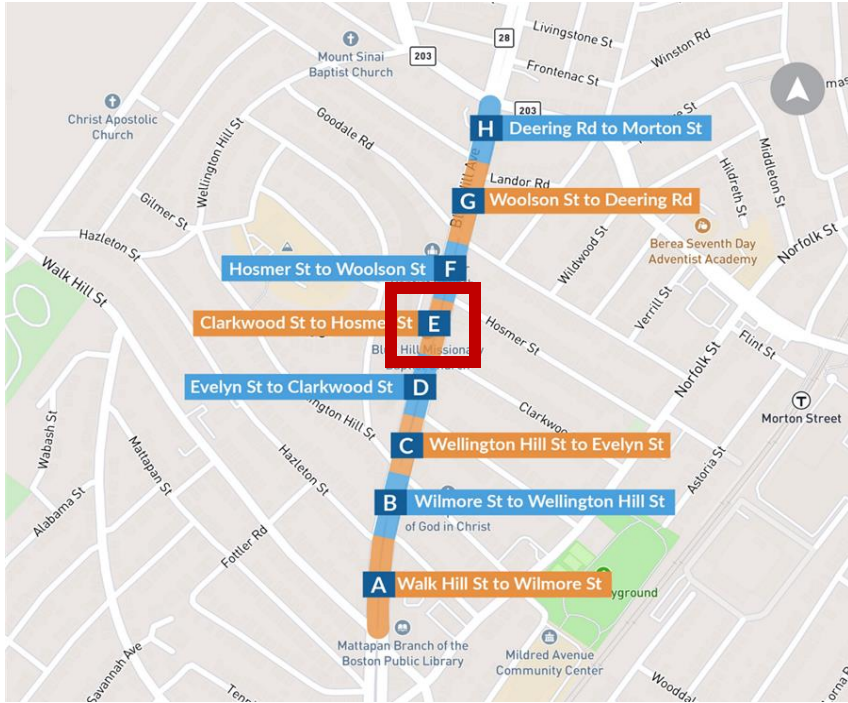 Livingstone St
28
Winston Rd
Mount Sinai
Baptist Church
203
Frontenac St
Christ Apostolic
Church
Goodale Rd
203
H Deering Rd to Morton St
Wellington Hill St
Middleton St
Hildreth St
Landor Rd
G Woolson St to Deering Rd
Gilmer St
Hazleton St
Berea Seventh Day
Adventist Academy
Norfolk St
Wildwood St
Walk Hill St
Hosmer St to Woolson St F
Verrill St
Clarkwood St to Hosmer St E
Hosmer St
Flint St
Norfolk St
Evelyn St to Clarkwood St D
Morton Street
T
Wabash St
C Wellington Hill St to Evelyn St
Mattapan St
Hazleton St
Astoria St
B Wilmore St to Wellington Hill St
Alabama St
of God in Christ
Fottler Rd
A Walk Hill St to Wilmore St
Mattapan Branch of the
Boston Public Library
Mildred Avenue
Community Center
Savannah Ave